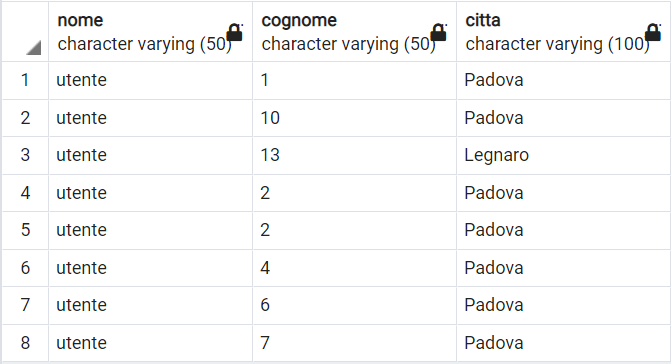 nome cognome citta
character varying (50) character varying (50) character varying (100)
1 utente 1 Padova
2 utente 10 Padova
3 utente 13 Legnaro
4 utente 2 Padova
5 utente 2 Padova
6 utente 4 Padova
7 utente 6 Padova
8 utente 7 Padova